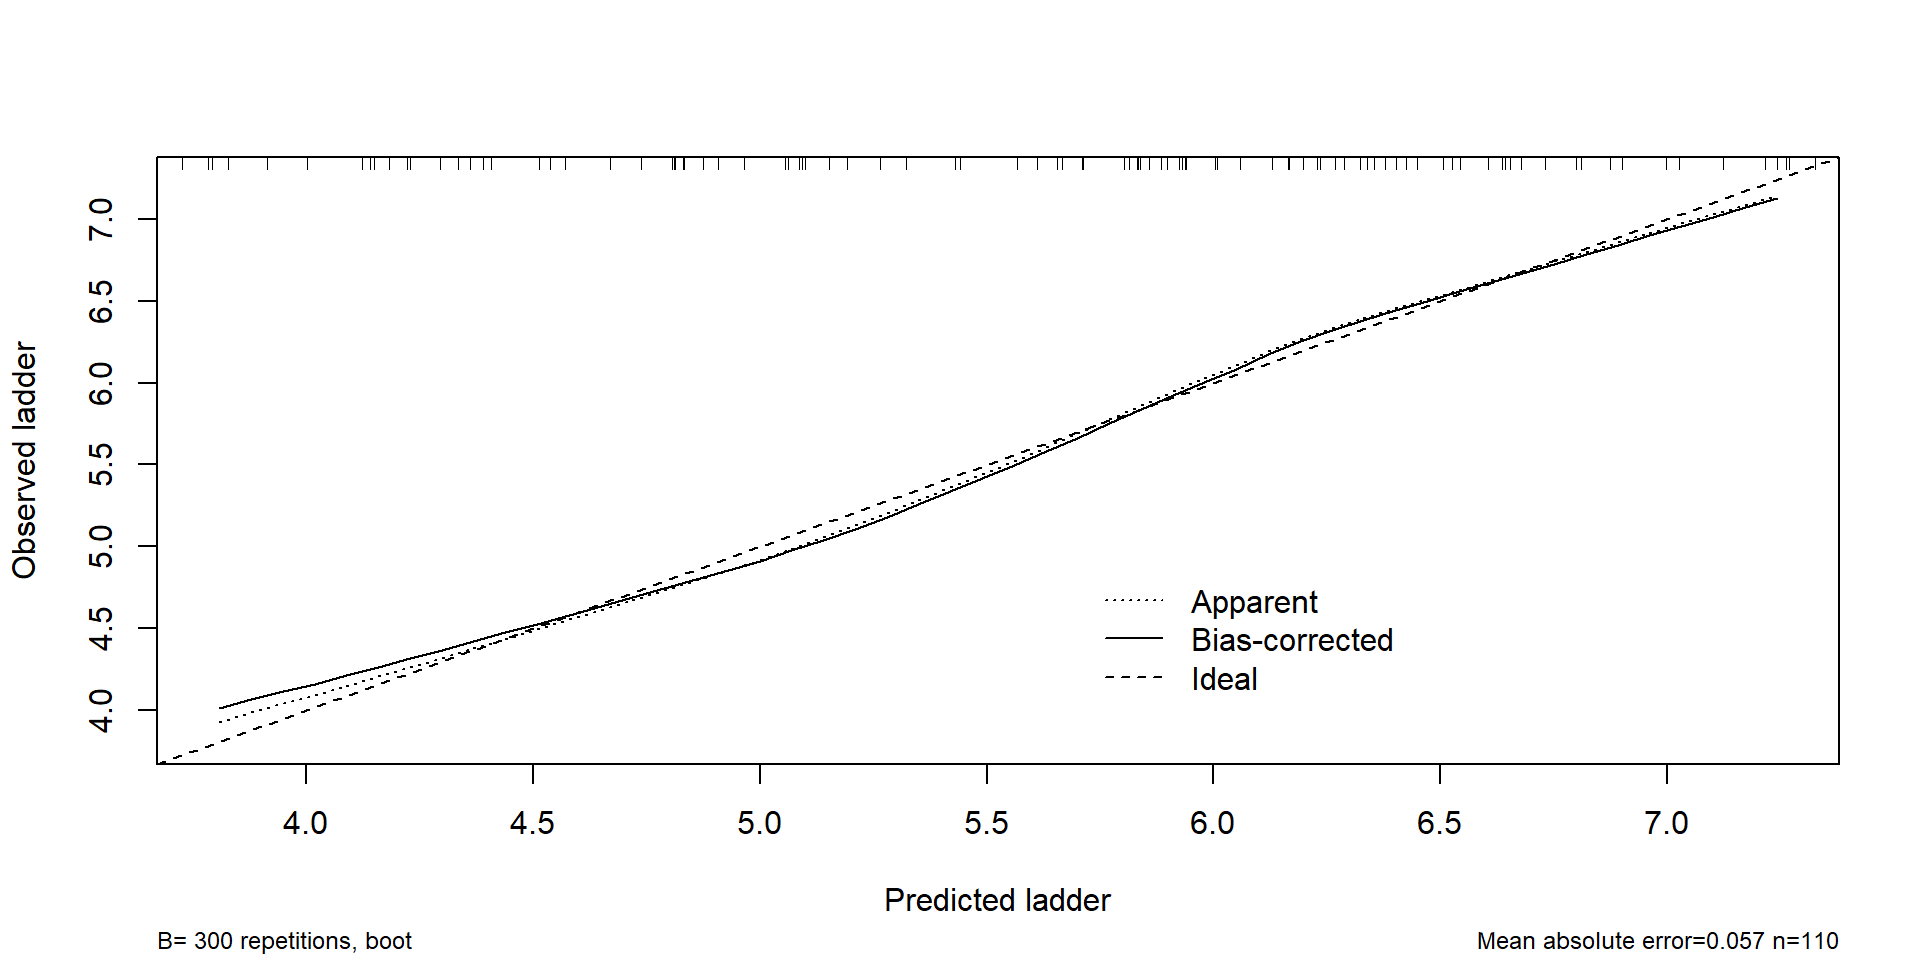 7.0
6.5
6.0
5.5
5.0
4.5
4.0
Observed ladder
Apparent
Bias-corrected
Ideal
4.0 4.5 5.0 5.5 6.0 6.5 7.0
Predicted ladder
B= 300 repetitions, boot
Mean absolute error=0.057 n=110